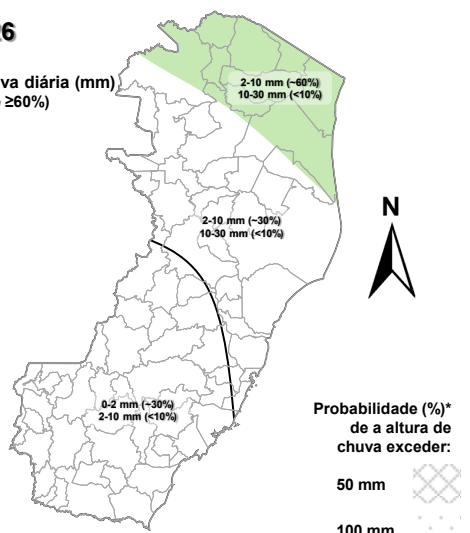 6
va diária (mm)
≥60%)
2-10 mm (~60%)
10-30 mm (<10%)
2-10 mm (~30%)
10-30 mm (<10%)
N
0-2 mm (~30%)
2-10 mm (<10%)
Probabilidade (%)*
de a altura de
chuva exceder:
50 mm
100 mm